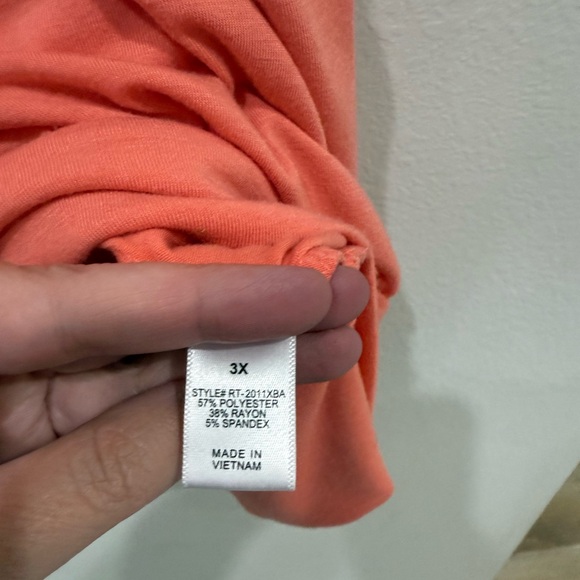 3X
STYLE# RT-2011XBA
57% POLYESTER
38% RAYON
5% SPANDEX
MADE IN
VIETNAM